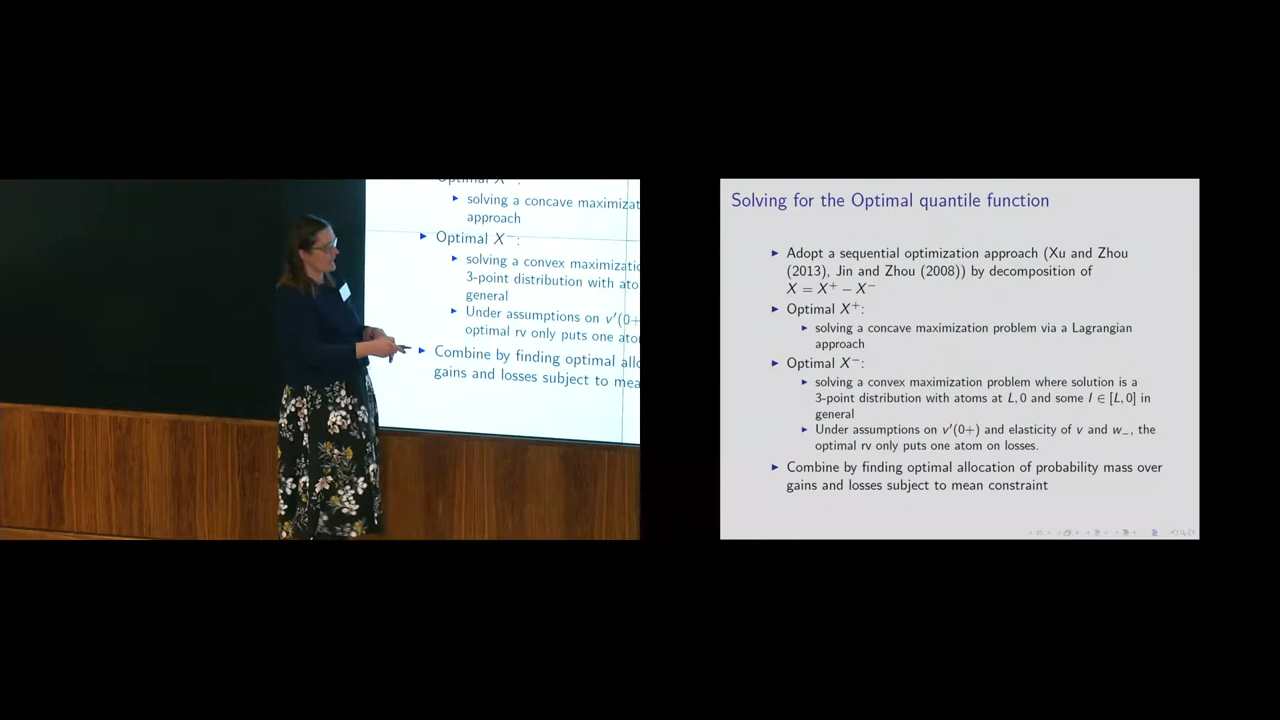 Optimal X⁻:
solving a concave maximizat
approach
Optimal X⁻:
solving a convex maximizatio
3-point distribution with ato
general
Under assumptions on v′(0+
optimal rv only puts one ato
Combine by finding optimal allo
gains and losses subject to mea
Solving for the Optimal quantile function
Adopt a sequential optimization approach (Xu and Zhou
(2013), Jin and Zhou (2008)) by decomposition of
X = X⁺ − X⁻
Optimal X⁺:
solving a concave maximization problem via a Lagrangian
approach
Optimal X⁻:
solving a convex maximization problem where solution is a
3-point distribution with atoms at L, 0 and some l ∈ [L, 0] in
general
Under assumptions on v′(0+) and elasticity of v and w₋, the
optimal rv only puts one atom on losses.
Combine by finding optimal allocation of probability mass over
gains and losses subject to mean constraint